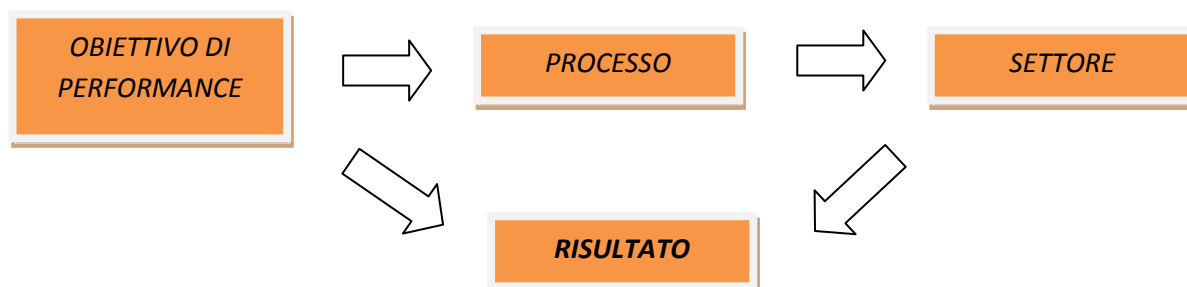 OBIETTIVO DI
PERFORMANCE
PROCESSO
SETTORE
RISULTATO